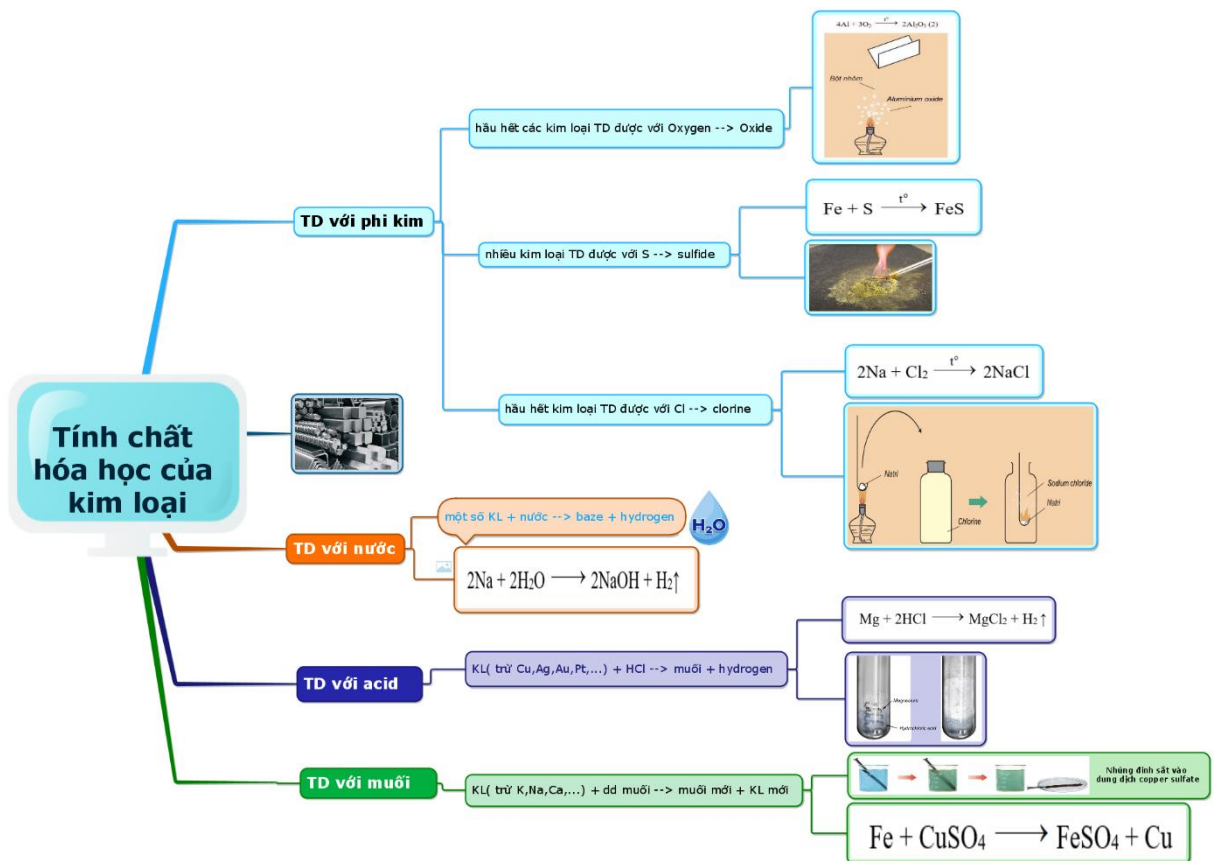 Tính chất
hóa học của
kim loại
TD với phi kim
hầu hết các kim loại TD được với Oxygen --> Oxide
4Al + 3O₂ t° → 2Al₂O₃ (2)
Bột nhôm
Aluminium oxide
nhiều kim loại TD được với S --> sulfide
Fe + S t° → FeS
hầu hết kim loại TD được với Cl --> clorine
2Na + Cl₂ t° → 2NaCl
Natri
Chlorine
Sodium chloride
Natri
TD với nước
một số KL + nước --> baze + hydrogen
H₂O
2Na + 2H₂O → 2NaOH + H₂↑
TD với acid
KL( trừ Cu,Ag,Au,Pt,...) + HCl --> muối + hydrogen
Mg + 2HCl → MgCl₂ + H₂ ↑
Magnesium
Hydrochloric acid
TD với muối
KL( trừ K,Na,Ca,...) + dd muối --> muối mới + KL mới
Nhúng đinh sắt vào
dung dịch copper sulfate
Fe + CuSO₄ → FeSO₄ + Cu